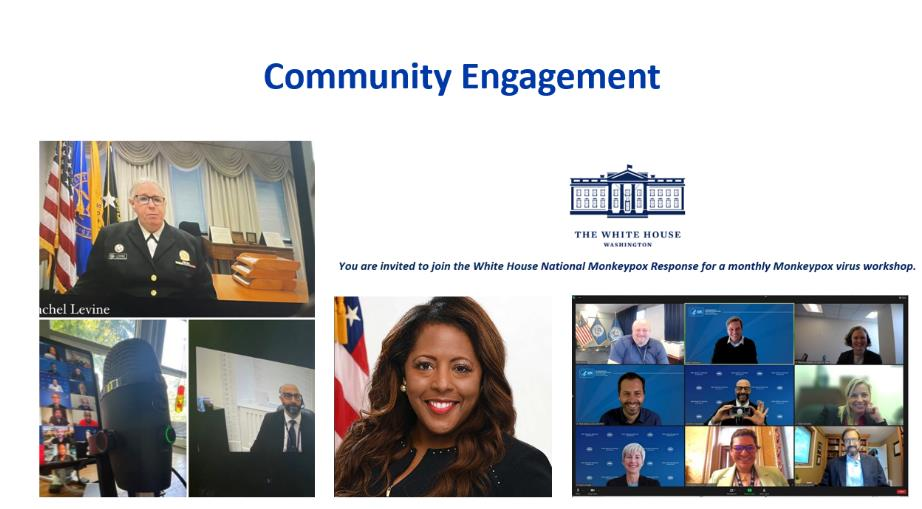 Community Engagement
THE WHITE HOUSE
WASHINGTON
You are invited to join the White House National Monkeypox Response for a monthly Monkeypox virus workshop.
achel Levine